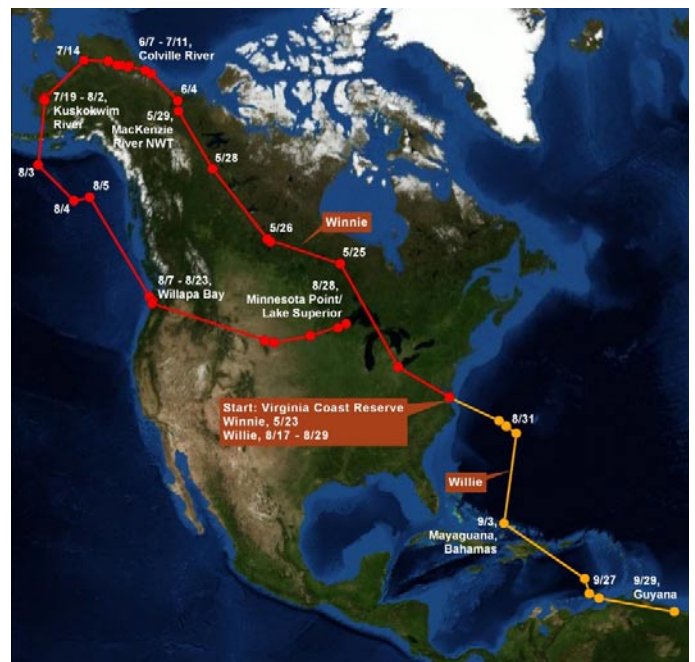 7/14
6/7 - 7/11,
Colville River
7/19 - 8/2,
Kuskokwim
River
6/4
5/29,
MacKenzie
River NWT
8/3
5/28
8/4
8/5
5/26
Winnie
5/25
8/7 - 8/23,
Willapa Bay
8/28,
Minnesota Point/
Lake Superior
Start: Virginia Coast Reserve
Winnie, 5/23
Willie, 8/17 - 8/29
8/31
Willie
9/3,
Mayaguana,
Bahamas
9/27
9/29,
Guyana